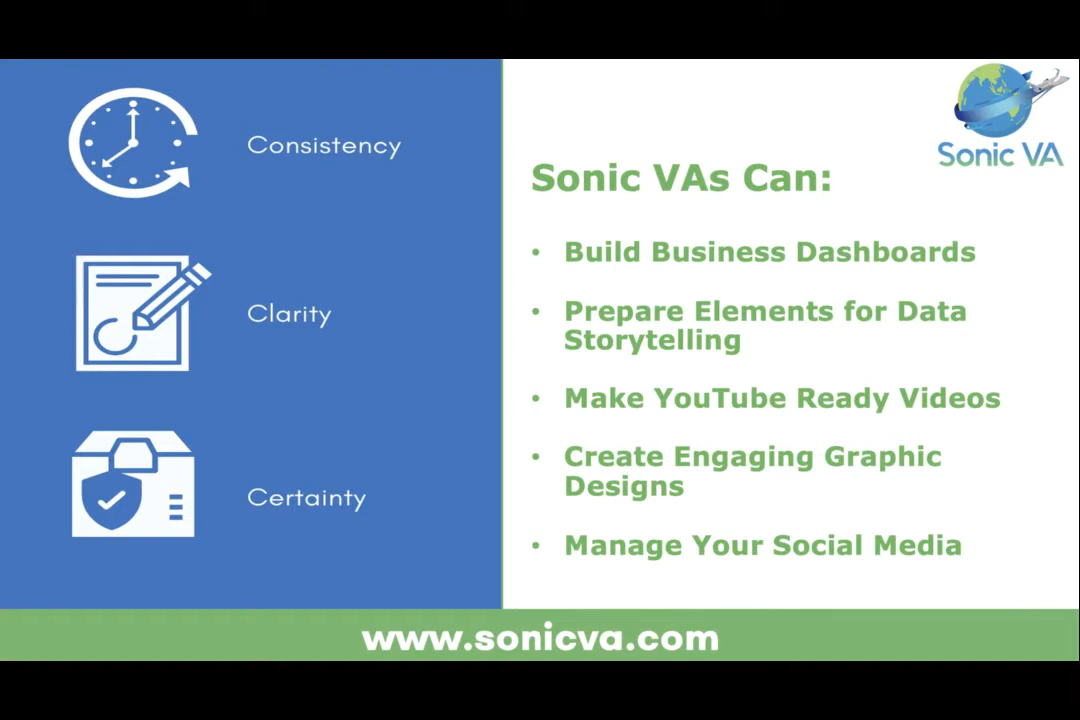 Consistency
Clarity
Certainty
Sonic VA
Sonic VAs Can:
• Build Business Dashboards
• Prepare Elements for Data
Storytelling
• Make YouTube Ready Videos
• Create Engaging Graphic
Designs
• Manage Your Social Media
www.sonicva.com